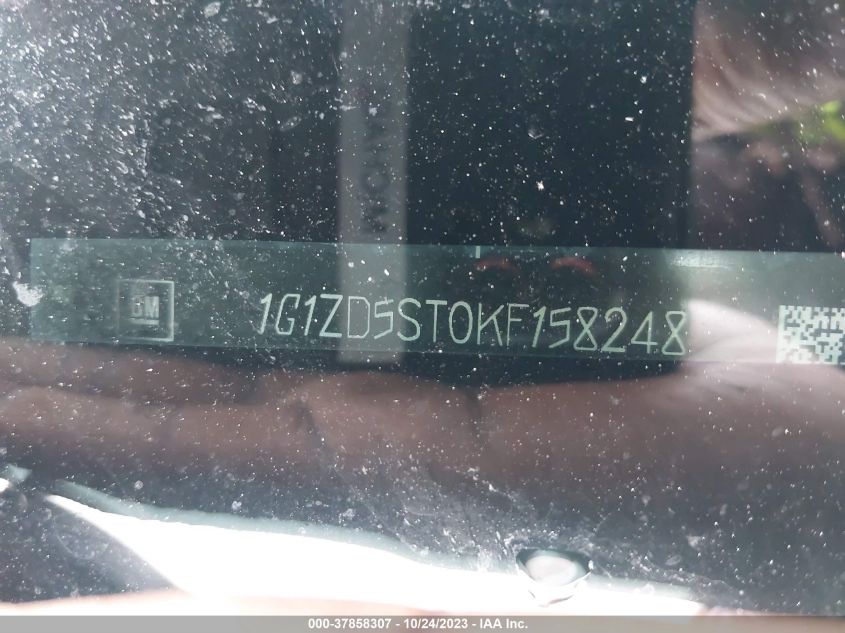 GM 1G1ZD5ST0KF158248
000-37858307 - 10/24/2023 - IAA Inc.